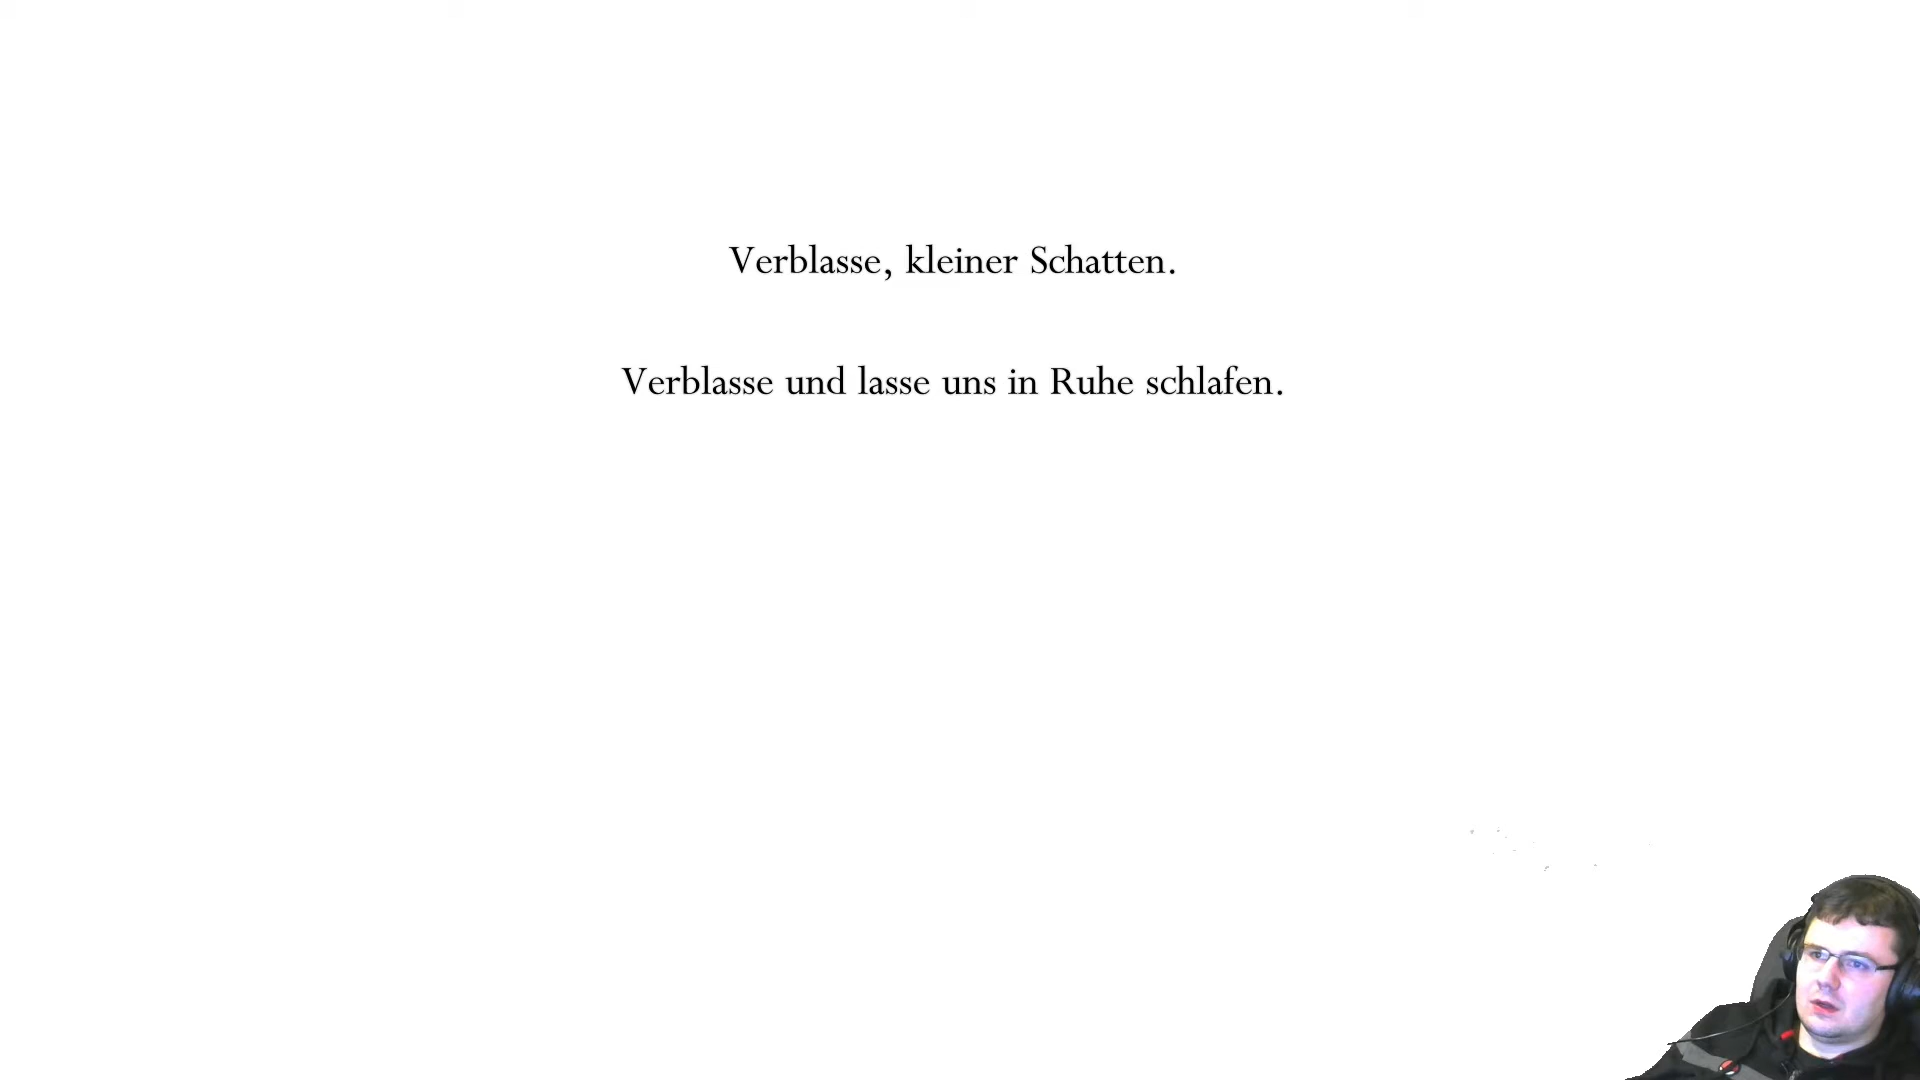 Verblasse, kleiner Schatten.
Verblasse und lasse uns in Ruhe schlafen.